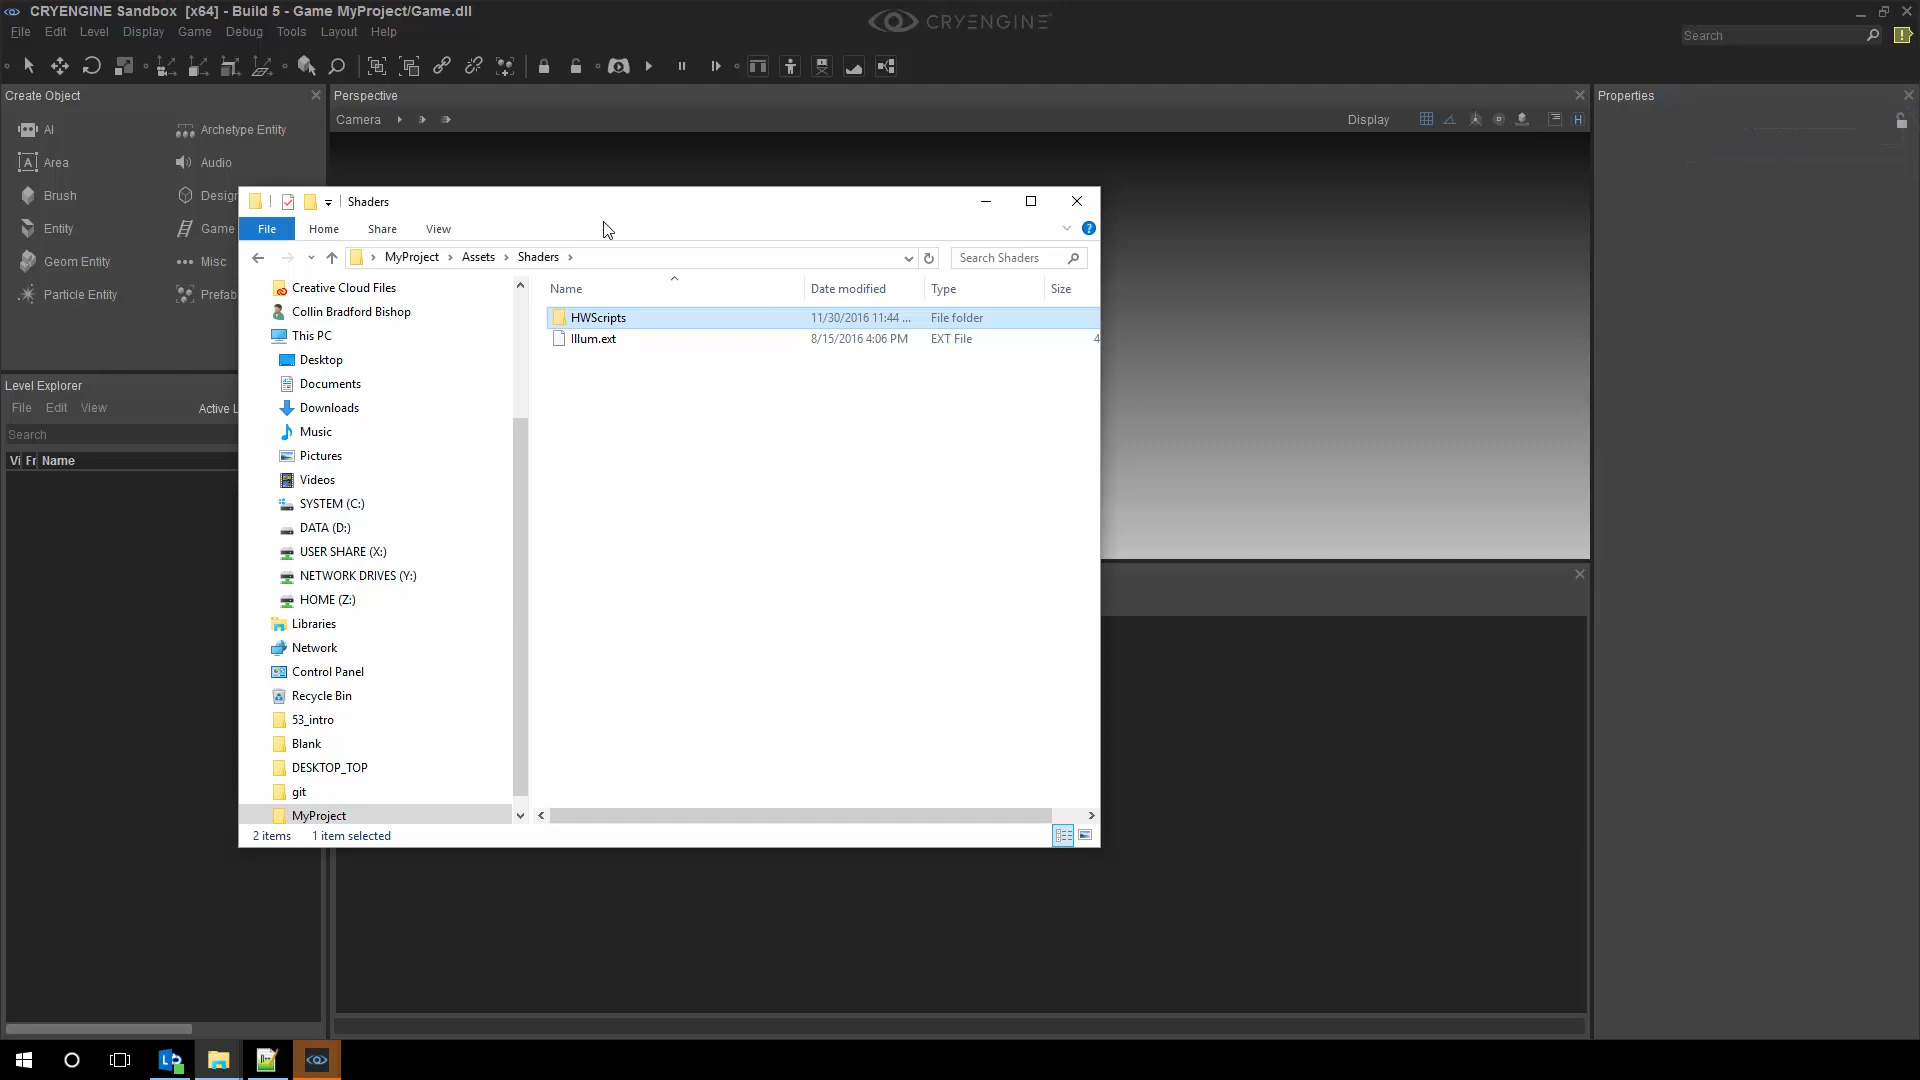 CRYENGINE Sandbox [x64] - Build 5 - Game MyProject/Game.dll
CRYENGINE
File Edit Level Display Game Debug Tools Layout Help
Search
Create Object
Perspective
Properties
Camera
Display
AI
Archetype Entity
Area
Audio
Brush
Desig
Entity
Game
Geom Entity
Misc
Particle Entity
Prefab
Level Explorer
File Edit View
Active L
Search
Vi Fr Name
Shaders
File Home Share View
MyProject Assets Shaders
Search Shaders
Name Date modified Type Size
HWScripts 11/30/2016 11:44 ... File folder
Illum.ext 8/15/2016 4:06 PM EXT File 4
Creative Cloud Files
Collin Bradford Bishop
This PC
Desktop
Documents
Downloads
Music
Pictures
Videos
SYSTEM (C:)
DATA (D:)
USER SHARE (X:)
NETWORK DRIVES (Y:)
HOME (Z:)
Libraries
Network
Control Panel
Recycle Bin
53_intro
Blank
DESKTOP_TOP
git
MyProject
2 items 1 item selected